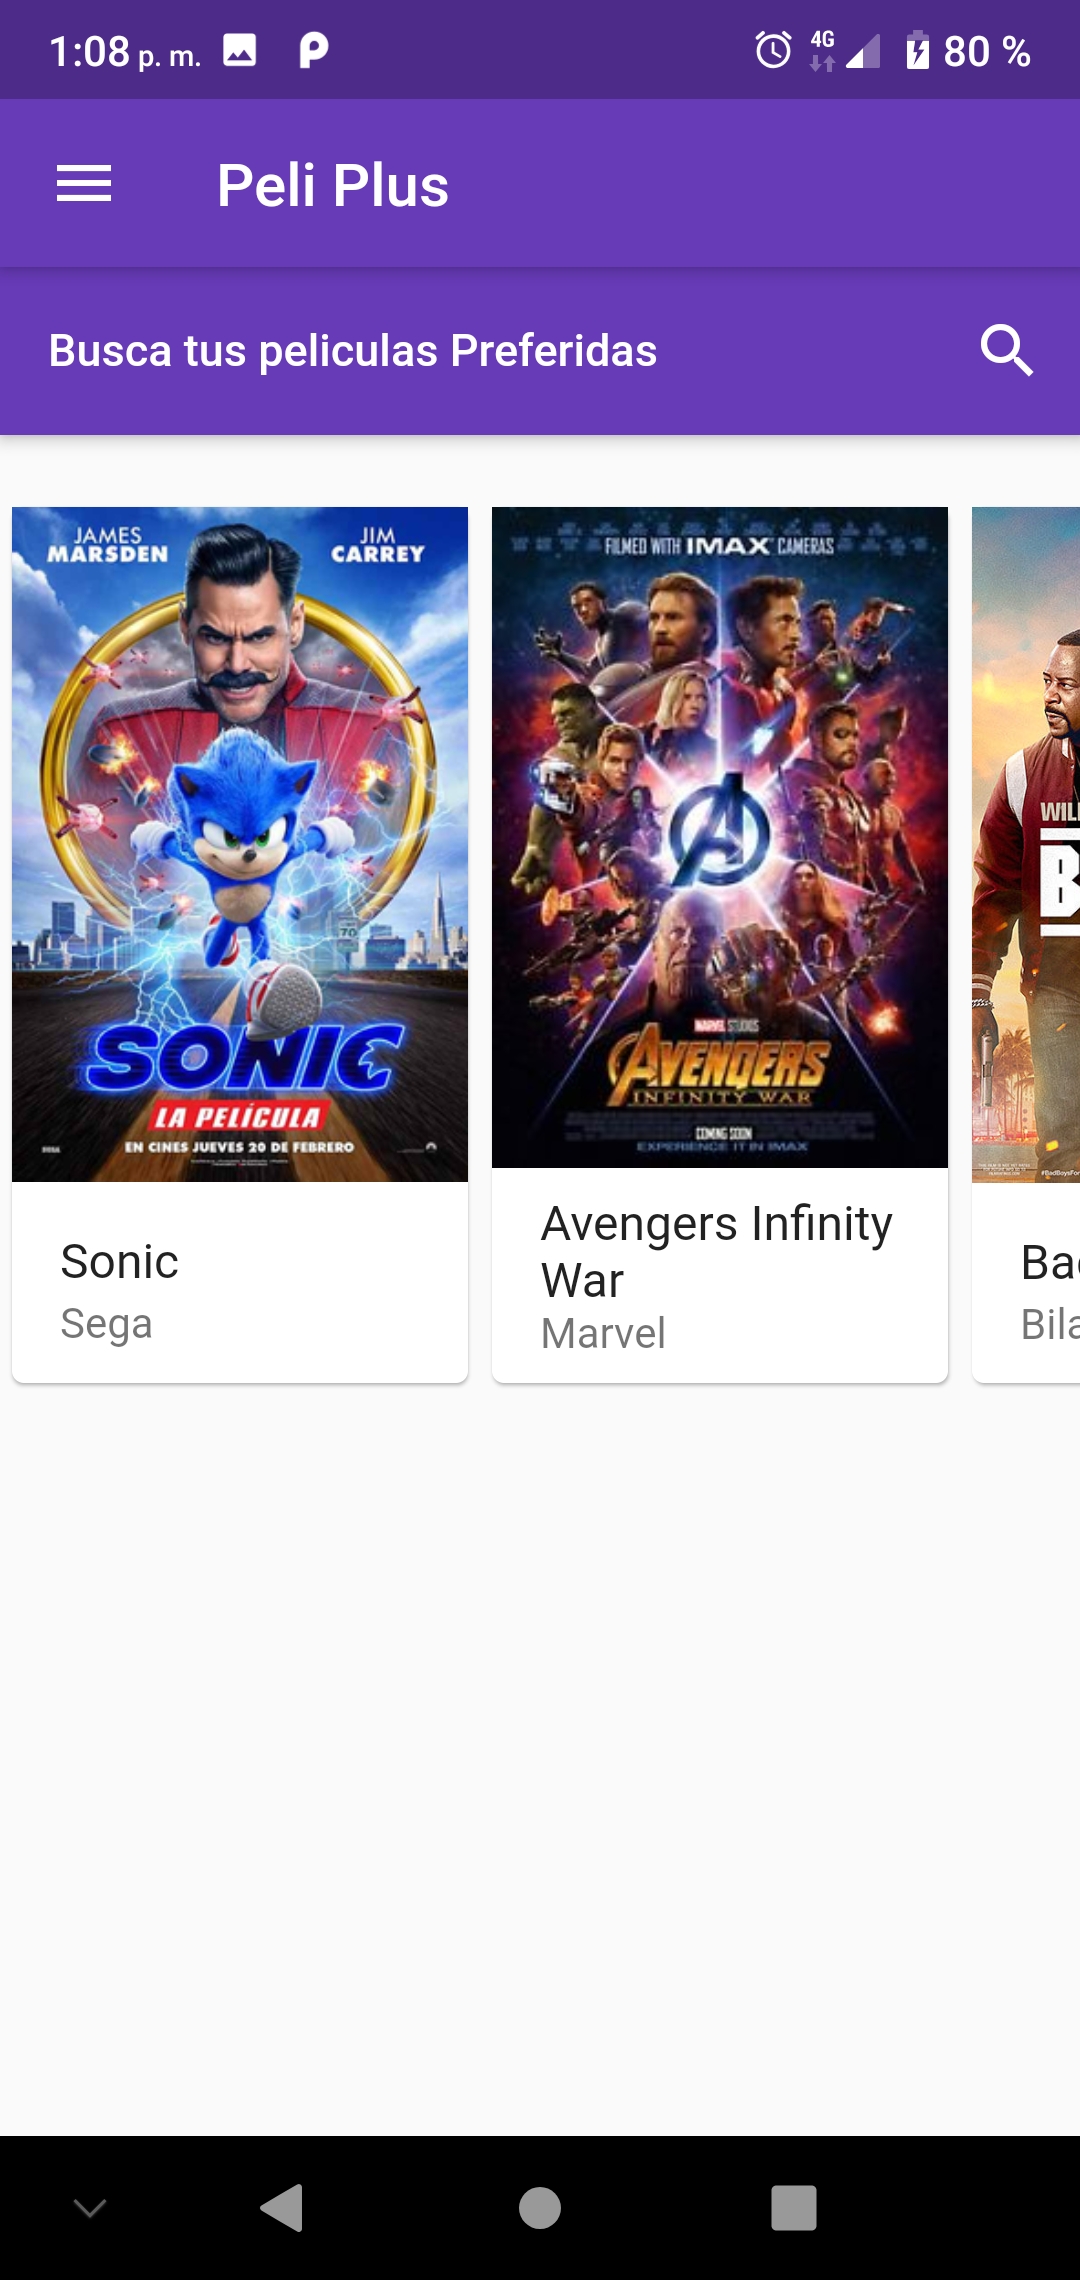 1:08 p. m.
4G
80 %
Peli Plus
Busca tus peliculas Preferidas
JAMES
MARSDEN
JIM
CARREY
70
SONIC
LA PELÍCULA
EN CINES JUEVES 20 DE FEBRERO
Sonic
Sega
FILMED WITH IMAX CAMERAS
MARVEL STUDIOS
AVENGERS
INFINITY WAR
COMING SOON
EXPERIENCE IT IN IMAX
Avengers Infinity
War
Marvel
WIL
B
Ba
Bila